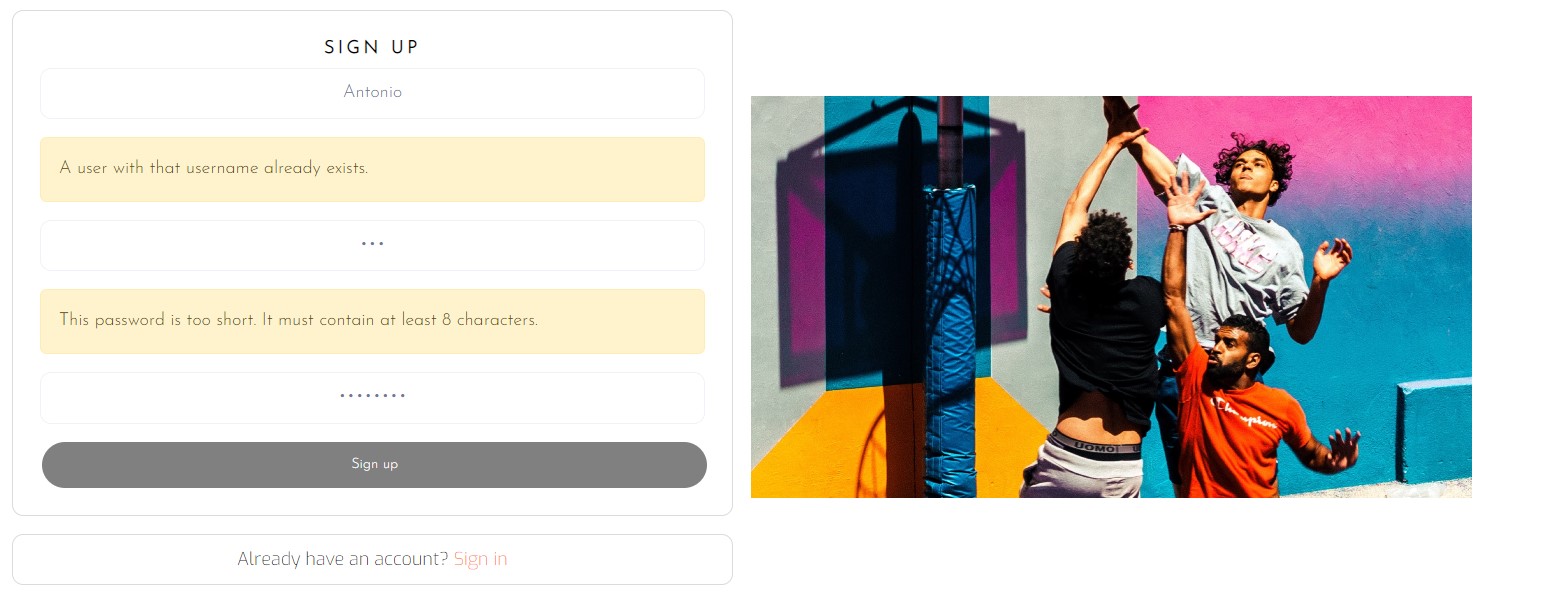 SIGN UP
Antonio
A user with that username already exists.
•••
This password is too short. It must contain at least 8 characters.
••••••••
Sign up
Already have an account? Sign in
Champion
UOMO